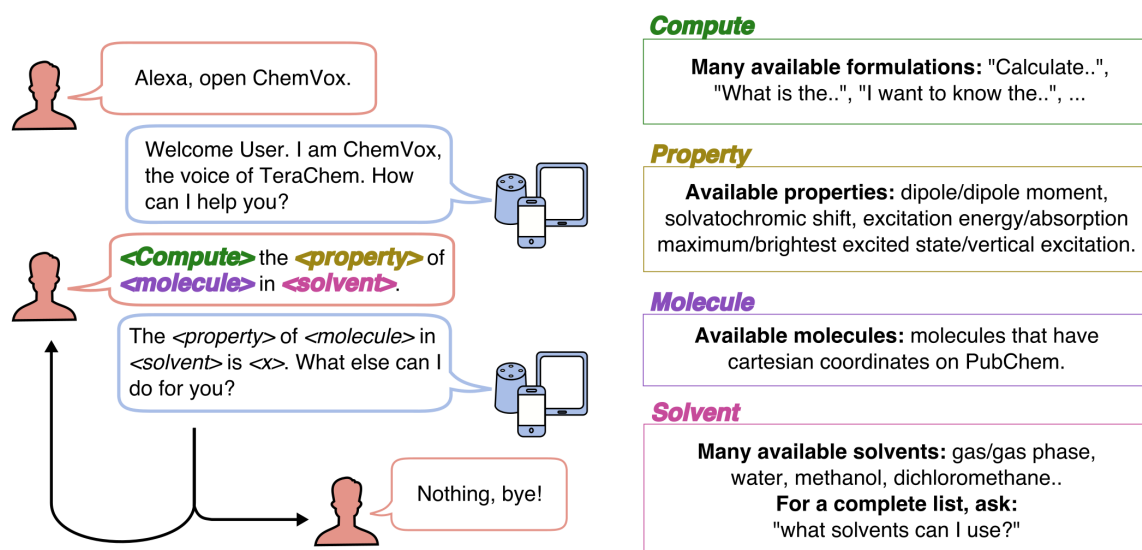 Alexa, open ChemVox.
Welcome User. I am ChemVox,
the voice of TeraChem. How
can I help you?
<Compute> the <property> of
<molecule> in <solvent>.
The <property> of <molecule> in
<solvent> is <x>. What else can I
do for you?
Nothing, bye!
Compute
Many available formulations: "Calculate..",
"What is the..", "I want to know the..", ...
Property
Available properties: dipole/dipole moment,
solvatochromic shift, excitation energy/absorption
maximum/brightest excited state/vertical excitation.
Molecule
Available molecules: molecules that have
cartesian coordinates on PubChem.
Solvent
Many available solvents: gas/gas phase,
water, methanol, dichloromethane..
For a complete list, ask:
"what solvents can I use?"